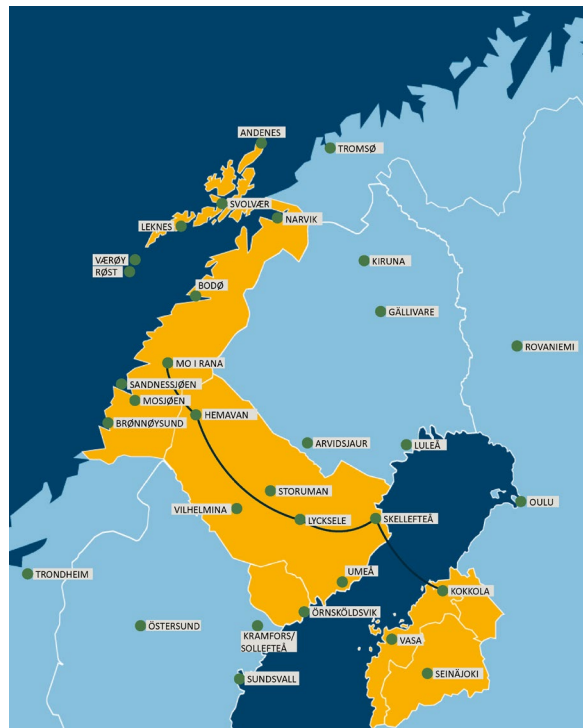 ANDENES
TROMSØ
SVOLVÆR
NARVIK
LEKNES
VÆRØY
RØST
KIRUNA
BODØ
GÄLLIVARE
ROVANIEMI
MO I RANA
SANDNESSJØEN
MOSJØEN
HEMAVAN
BRØNNØYSUND
ARVIDSJAUR
LULEÅ
STORUMAN
OULU
VILHELMINA
LYCKSELE
SKELLEFTEÅ
TRONDHEIM
UMEÅ
KOKKOLA
ÖRNSKÖLDSVIK
ÖSTERSUND
KRAMFORS/
SOLLEFTEÅ
VASA
SEINÄJOKI
SUNDSVALL